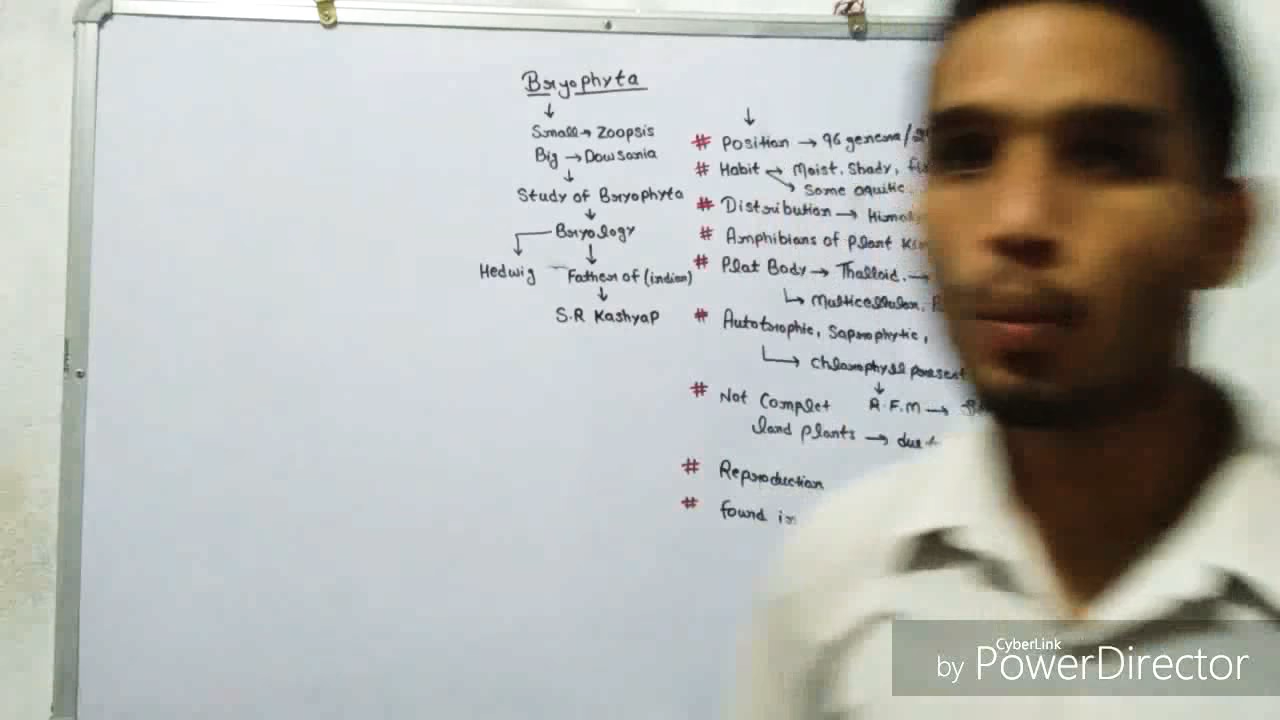 Bryophyta
Small → Zoopsis
Big → Dowsonia
Study of Bryophyta
Bryology
Hedwig
Father of (indian)
S.R Kashyap
# Position → 96 genera/
# Habit → Moist, Shady,
Some aquitic
# Distribution →
# Amphibians of Plant
# Plat Body → Thalloid. →
Multicellular,
# Autotrophic, Saprophytic,
Chlorophyll present
# Not Complet
R.F.M →
land plants → due
# Reproduction
# found in
CyberLink
by PowerDirector